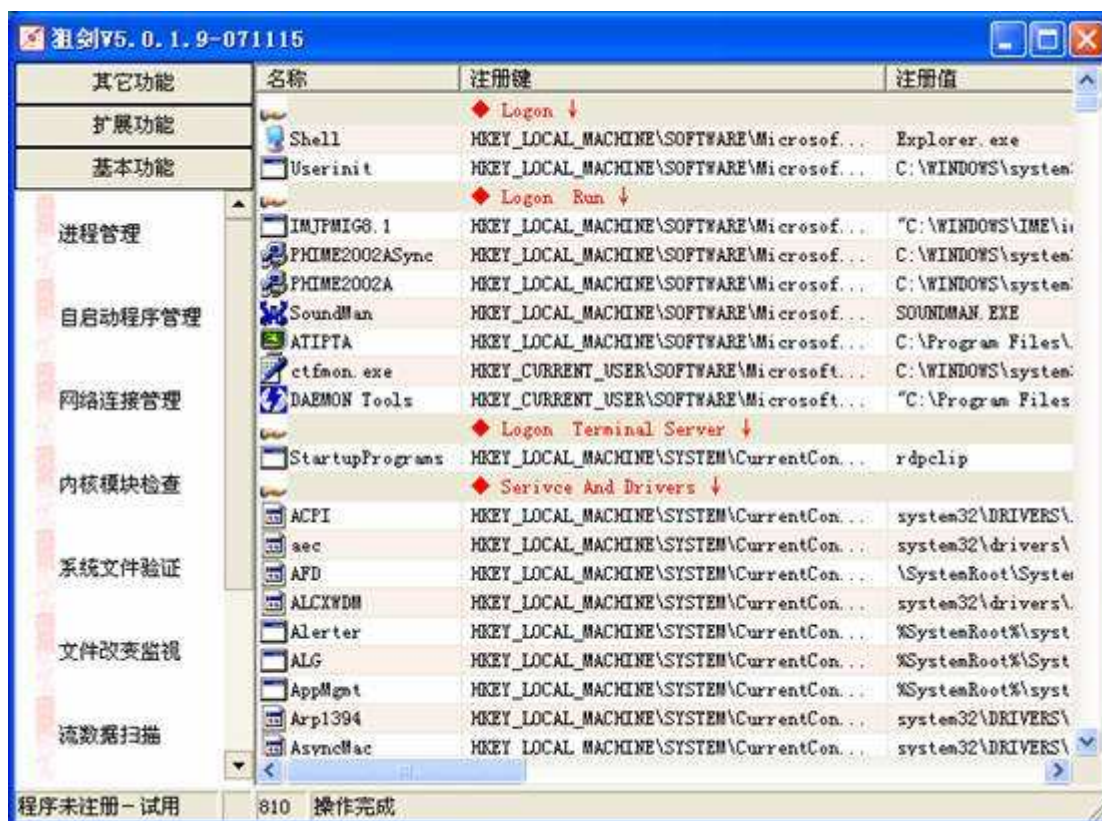 狙剑V5.0.1.9-071115
其它功能
扩展功能
基本功能
进程管理
自启动程序管理
网络连接管理
内核模块检查
系统文件验证
文件改变监视
流数据扫描
名称 注册键 注册值
◆ Logon ↓
Shell HKEY_LOCAL_MACHINE\SOFTWARE\Microsof... Explorer.exe
Userinit HKEY_LOCAL_MACHINE\SOFTWARE\Microsof... C:\WINDOWS\system
◆ Logon Run ↓
IMJPMIG8.1 HKEY_LOCAL_MACHINE\SOFTWARE\Microsof... "C:\WINDOWS\IME\i
PHIME2002ASync HKEY_LOCAL_MACHINE\SOFTWARE\Microsof... C:\WINDOWS\system
PHIME2002A HKEY_LOCAL_MACHINE\SOFTWARE\Microsof... C:\WINDOWS\system
SoundMan HKEY_LOCAL_MACHINE\SOFTWARE\Microsof... SOUNDMAN.EXE
ATIPTA HKEY_LOCAL_MACHINE\SOFTWARE\Microsof... C:\Program Files\
ctfmon.exe HKEY_CURRENT_USER\SOFTWARE\Microsoft... C:\WINDOWS\system
DAEMON Tools HKEY_CURRENT_USER\SOFTWARE\Microsoft... "C:\Program Files
◆ Logon Terminal Server ↓
StartupPrograms HKEY_LOCAL_MACHINE\SYSTEM\CurrentCon... rdpclip
◆ Serivce And Drivers ↓
ACPI HKEY_LOCAL_MACHINE\SYSTEM\CurrentCon... system32\DRIVERS\
aec HKEY_LOCAL_MACHINE\SYSTEM\CurrentCon... system32\drivers\
AFD HKEY_LOCAL_MACHINE\SYSTEM\CurrentCon... \SystemRoot\System
ALCXWDM HKEY_LOCAL_MACHINE\SYSTEM\CurrentCon... system32\drivers\
Alerter HKEY_LOCAL_MACHINE\SYSTEM\CurrentCon... %SystemRoot%\syst
ALG HKEY_LOCAL_MACHINE\SYSTEM\CurrentCon... %SystemRoot%\Syst
AppMgmt HKEY_LOCAL_MACHINE\SYSTEM\CurrentCon... %SystemRoot%\syst
Arp1394 HKEY_LOCAL_MACHINE\SYSTEM\CurrentCon... system32\DRIVERS\
AsyncMac HKEY_LOCAL_MACHINE\SYSTEM\CurrentCon... system32\DRIVERS\
程序未注册－试用 810 操作完成